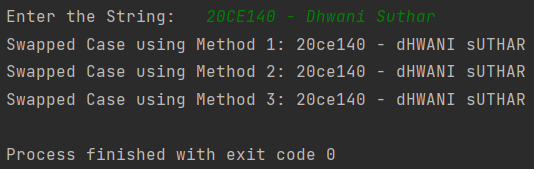 Enter the String:   20CE140 - Dhwani Suthar
Swapped Case using Method 1: 20ce140 - dHWANI sUTHAR
Swapped Case using Method 2: 20ce140 - dHWANI sUTHAR
Swapped Case using Method 3: 20ce140 - dHWANI sUTHAR
Process finished with exit code 0